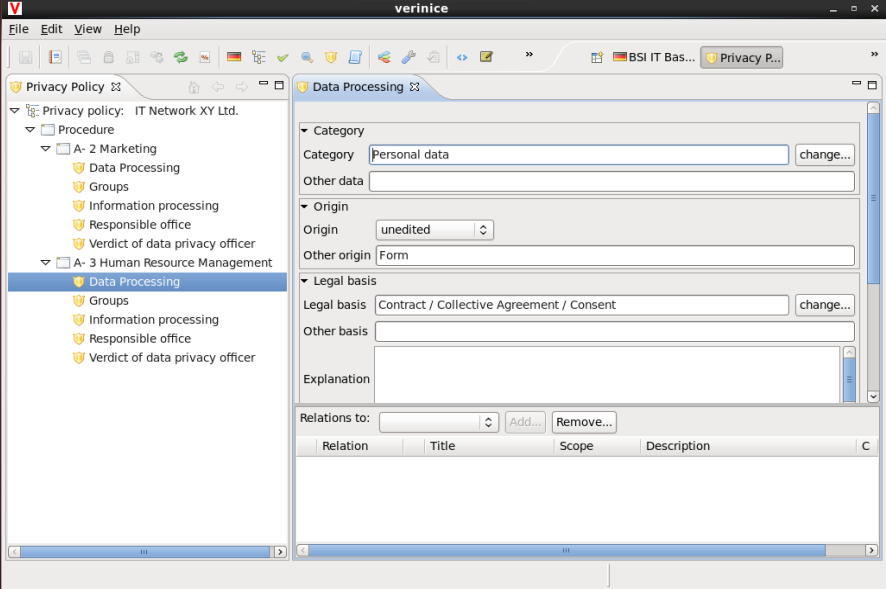 verinice
File Edit View Help
» BSI IT Bas... Privacy P... »
Privacy Policy
Privacy policy: IT Network XY Ltd.
Procedure
A- 2 Marketing
Data Processing
Groups
Information processing
Responsible office
Verdict of data privacy officer
A- 3 Human Resource Management
Data Processing
Groups
Information processing
Responsible office
Verdict of data privacy officer
Data Processing
Category
Category Personal data change...
Other data
Origin
Origin unedited
Other origin Form
Legal basis
Legal basis Contract / Collective Agreement / Consent change...
Other basis
Explanation
Relations to: Add... Remove...
Relation Title Scope Description C